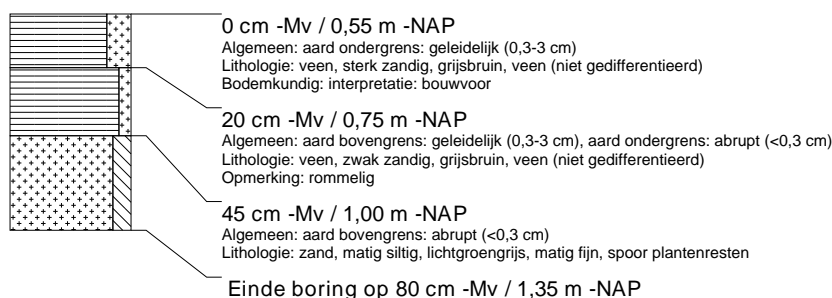 0 cm -Mv / 0,55 m -NAP
Algemeen: aard ondergrens: geleidelijk (0,3-3 cm)
Lithologie: veen, sterk zandig, grijsbruin, veen (niet gedifferentieerd)
Bodemkundig: interpretatie: bouwvoor
20 cm -Mv / 0,75 m -NAP
Algemeen: aard bovengrens: geleidelijk (0,3-3 cm), aard ondergrens: abrupt (<0,3 cm)
Lithologie: veen, zwak zandig, grijsbruin, veen (niet gedifferentieerd)
Opmerking: rommelig
45 cm -Mv / 1,00 m -NAP
Algemeen: aard bovengrens: abrupt (<0,3 cm)
Lithologie: zand, matig siltig, lichtgroengrijs, matig fijn, spoor plantenresten
Einde boring op 80 cm -Mv / 1,35 m -NAP